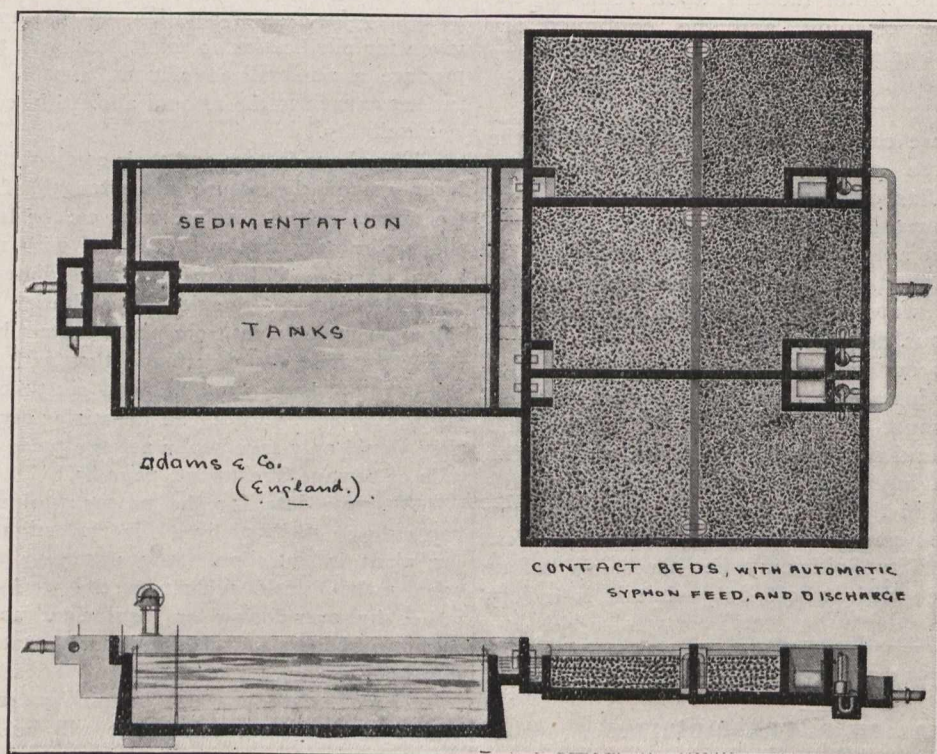 SEDIMENTATION
TANKS
Adams & Co.
(England.).
CONTACT BEDS, WITH AUTOMATIC
SYPHON FEED, AND DISCHARGE